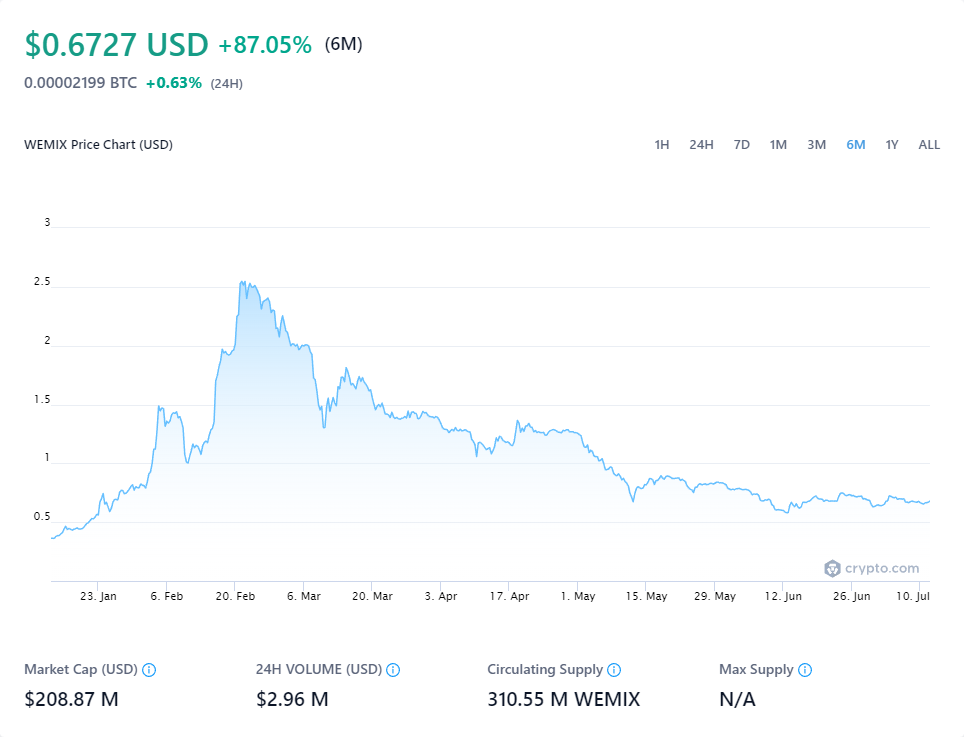 $0.6727 USD +87.05% (6M)
0.00002199 BTC +0.63% (24H)
WEMIX Price Chart (USD) 1H 24H 7D 1M 3M 6M 1Y ALL
3
2.5
2
1.5
1
0.5
crypto.com
23. Jan 6. Feb 20. Feb 6. Mar 20. Mar 3. Apr 17. Apr 1. May 15. May 29. May 12. Jun 26. Jun 10. Jul
Market Cap (USD) 24H VOLUME (USD) Circulating Supply Max Supply
$208.87 M $2.96 M 310.55 M WEMIX N/A